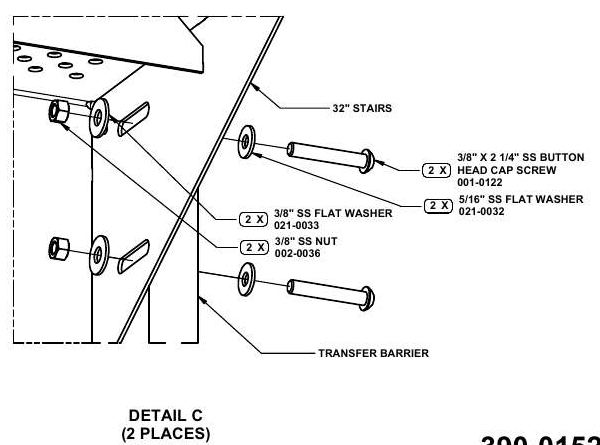 32" STAIRS
2 X
3/8" X 2 1/4" SS BUTTON
HEAD CAP SCREW
001-0122
2 X
5/16" SS FLAT WASHER
021-0032
2 X
3/8" SS FLAT WASHER
021-0033
2 X
3/8" SS NUT
002-0036
TRANSFER BARRIER
DETAIL C
(2 PLACES)